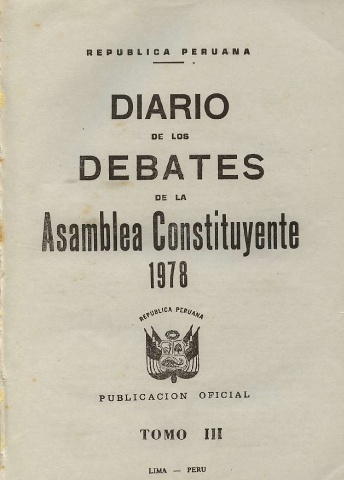 REPUBLICA PERUANA
DIARIO
DE LOS
DEBATES
DE LA
Asamblea Constituyente
1978
REPUBLICA PERUANA
PUBLICACION OFICIAL
TOMO III
LIMA — PERU